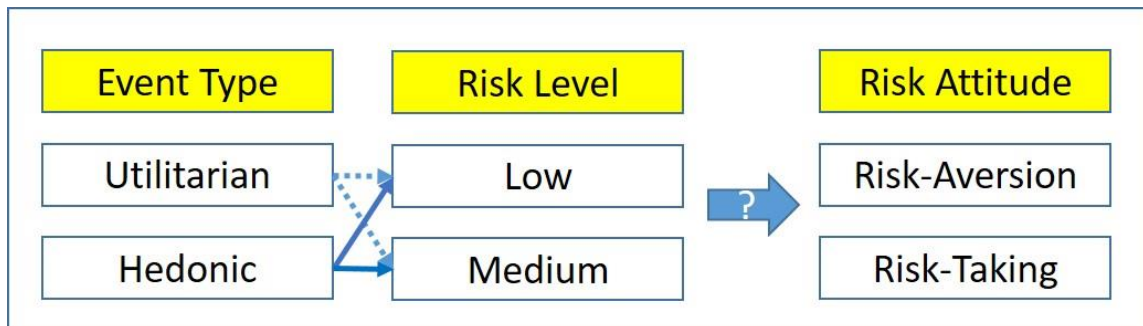 Event Type
Risk Level
Risk Attitude
Utilitarian
Low
Risk-Aversion
?
Hedonic
Medium
Risk-Taking